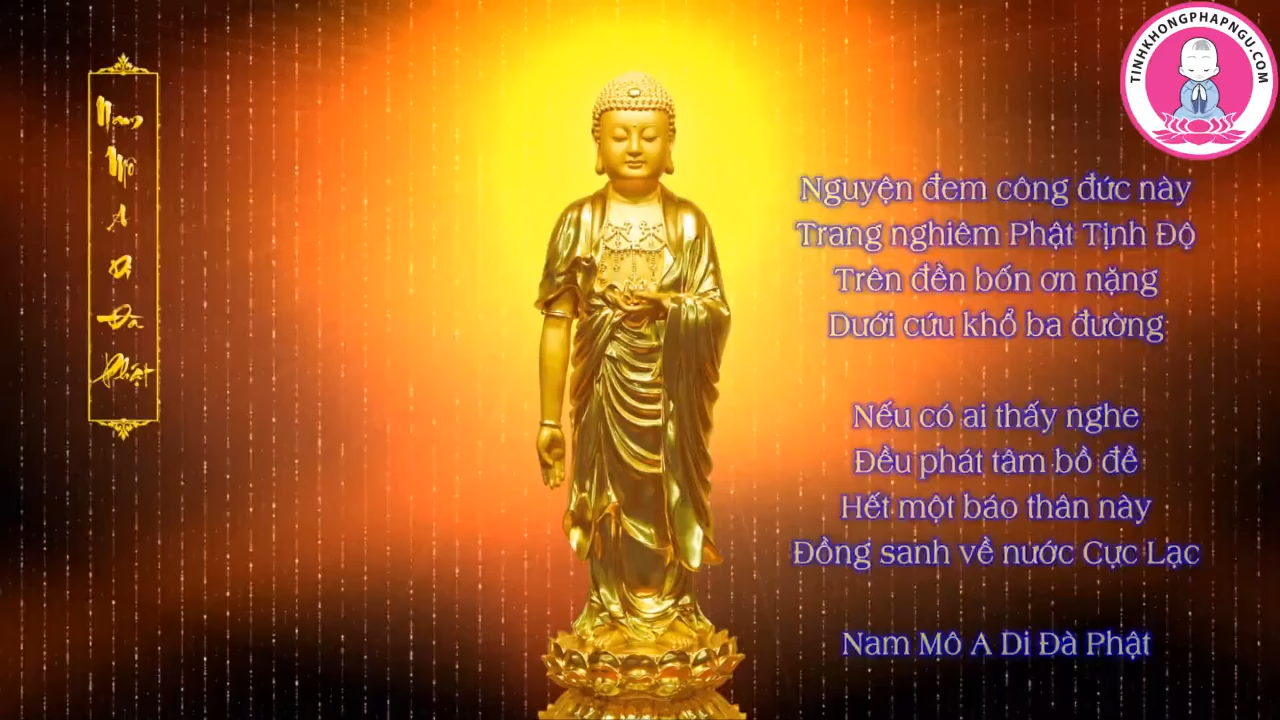 Nam
Mô
A
Di
Đà
Phật
TINHKHONGPHAPNGU.COM
Nguyện đem công đức này
Trang nghiêm Phật Tịnh Độ
Trên đền bốn ơn nặng
Dưới cứu khổ ba đường
Nếu có ai thấy nghe
Đều phát tâm bồ đề
Hết một báo thân này
Đồng sanh về nước Cực Lạc
Nam Mô A Di Đà Phật